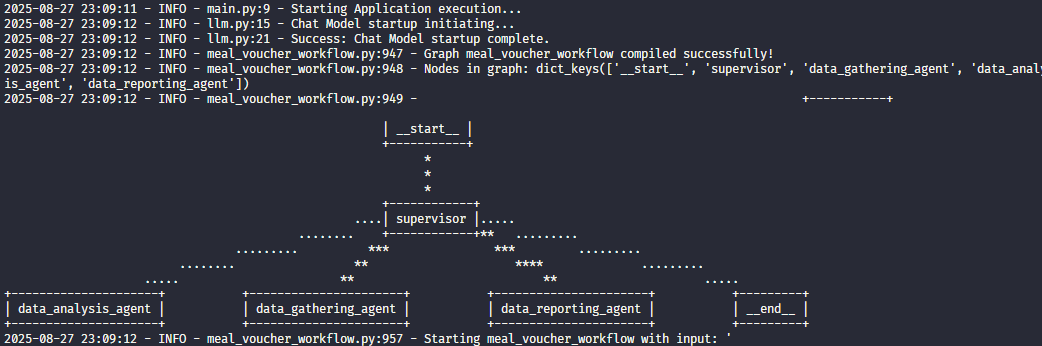 2025-08-27 23:09:11 - INFO - main.py:9 - Starting Application execution...
2025-08-27 23:09:12 - INFO - llm.py:15 - Chat Model startup initiating...
2025-08-27 23:09:12 - INFO - llm.py:21 - Success: Chat Model startup complete.
2025-08-27 23:09:12 - INFO - meal_voucher_workflow.py:947 - Graph meal_voucher_workflow compiled successfully!
2025-08-27 23:09:12 - INFO - meal_voucher_workflow.py:948 - Nodes in graph: dict_keys(['__start__', 'supervisor', 'data_gathering_agent', 'data_analy
is_agent', 'data_reporting_agent'])
2025-08-27 23:09:12 - INFO - meal_voucher_workflow.py:949 -
__start__
supervisor
data_analysis_agent data_gathering_agent data_reporting_agent __end__
2025-08-27 23:09:12 - INFO - meal_voucher_workflow.py:957 - Starting meal_voucher_workflow with input: '